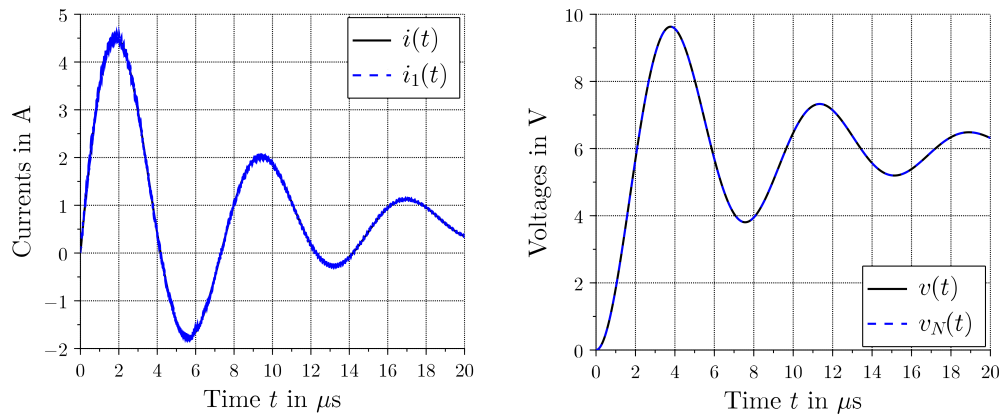 5
4
3
2
1
0
−1
−2
Currents in A
i(t)
i₁(t)
0 2 4 6 8 10 12 14 16 18 20
Time t in μs
10
8
6
4
2
0
Voltages in V
v(t)
v_N(t)
0 2 4 6 8 10 12 14 16 18 20
Time t in μs